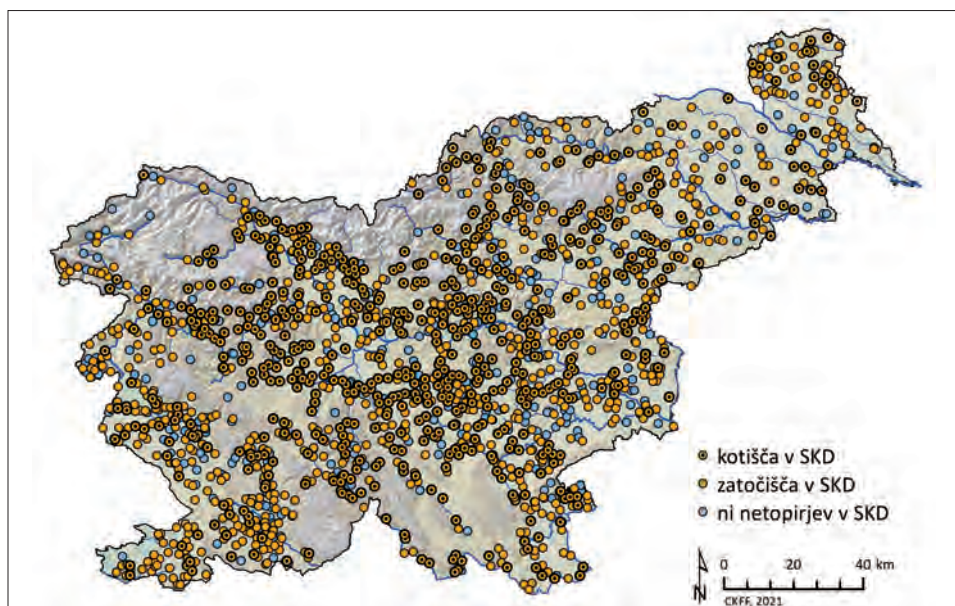 kotišča v SKD
zatočišča v SKD
ni netopirjev v SKD
N
0 20 40 km
CKFF, 2021